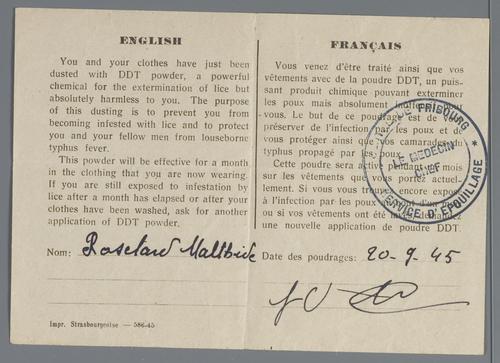 ENGLISH
You and your clothes have just been
dusted with DDT powder, a powerful
chemical for the extermination of lice but
absolutely harmless to you. The purpose
of this dusting is to prevent you from
becoming infested with lice and to protect
you and your fellow men from louseborne
typhus fever.
This powder will be effective for a month
in the clothing that you are now wearing.
If you are still exposed to infestation by
lice after a month has elapsed or after your
clothes have been washed, ask for another
application of DDT powder.
FRANÇAIS
Vous venez d'être traité ainsi que vos
vêtements avec de la poudre DDT, un puis-
sant produit chimique pouvant exterminer
les poux mais absolument
vous. Le but de ce poudrage est de vous
préserver de l'infection par les poux et de
vous protéger ainsi que vos camarades du
typhus propagé par les poux.
Cette poudre sera active pendant un mois
sur les vêtements que vous portez actuel-
lement. Si vous vous trouvez encore exposé
à l'infection par les poux
ou si vos vêtements ont été
une nouvelle application de poudre DDT.
FRIBOURG
LE MEDECIN
CHEF
SERVICE D'EPOUILLAGE
Nom:
Date des poudrages: 20-9-45
Impr. Strasbourgeoise — 586-45